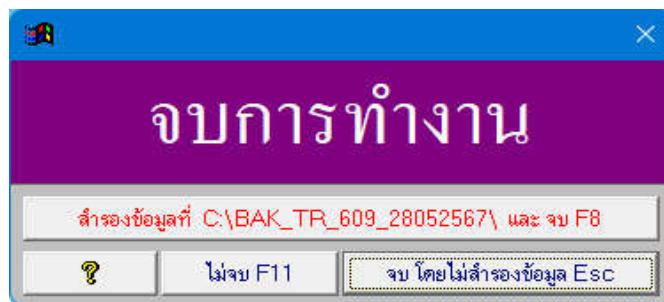 จบการทำงาน
สำรองข้อมูลที่ C:\BAK_TR_609_28052567\ และ จบ F8
? ไม่จบ F11 จบ โดยไม่สำรองข้อมูล Esc